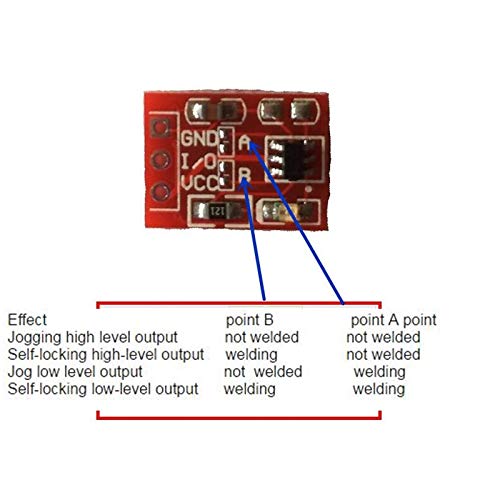 GND A
I/O
VCC B
121
Effect point B point A point
Jogging high level output not welded not welded
Self-locking high-level output welding not welded
Jog low level output not welded welding
Self-locking low-level output welding welding